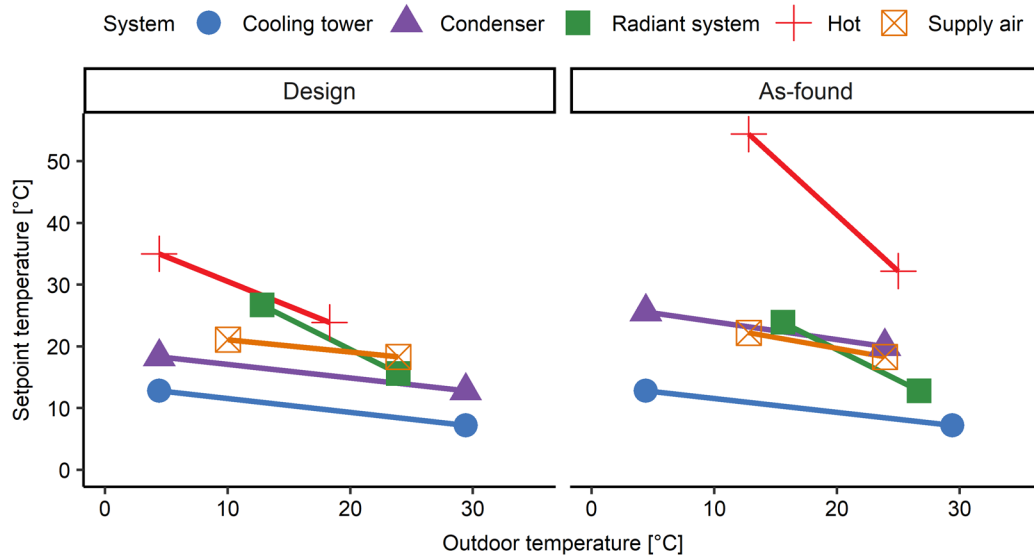 System Cooling tower Condenser Radiant system Hot Supply air
Design As-found
50
40
30
20
10
0
Setpoint temperature [°C]
0 10 20 30 0 10 20 30
Outdoor temperature [°C]